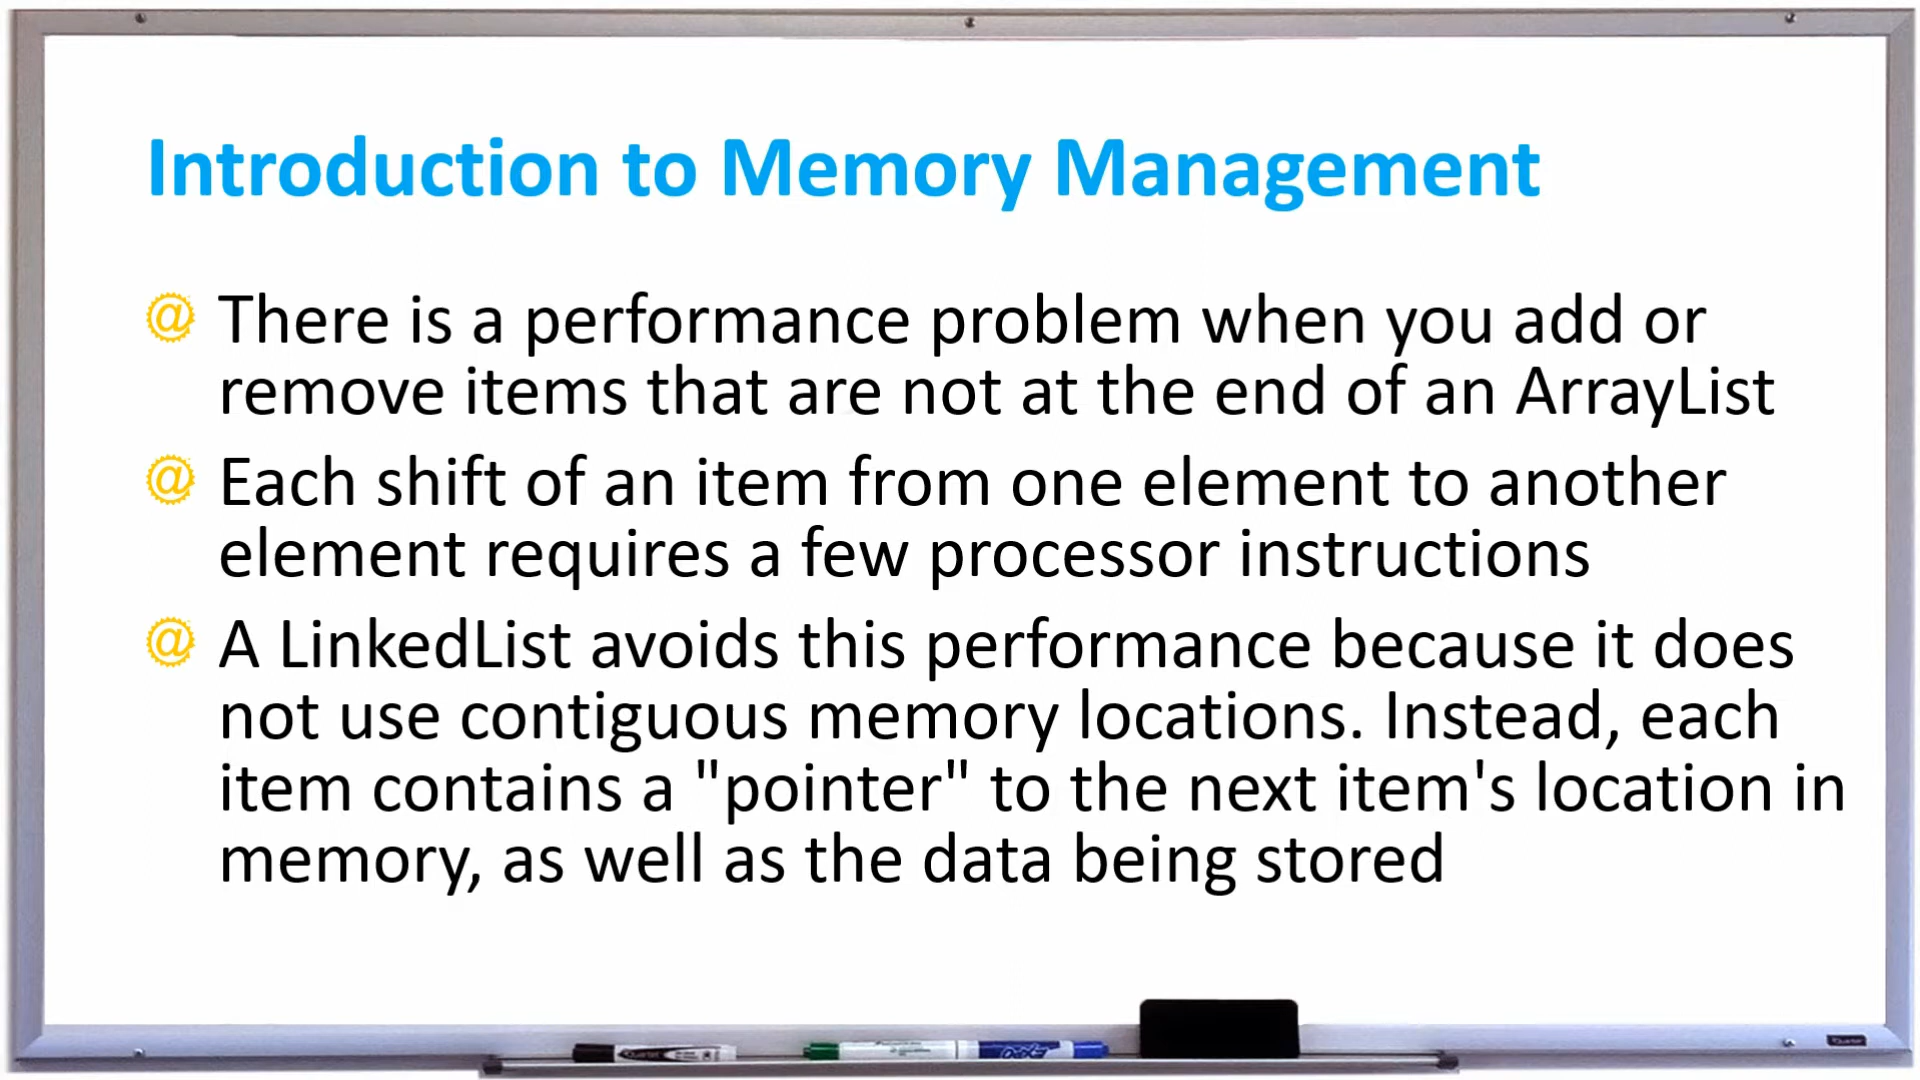 Introduction to Memory Management
@ There is a performance problem when you add or
remove items that are not at the end of an ArrayList
@ Each shift of an item from one element to another
element requires a few processor instructions
@ A LinkedList avoids this performance because it does
not use contiguous memory locations. Instead, each
item contains a "pointer" to the next item's location in
memory, as well as the data being stored